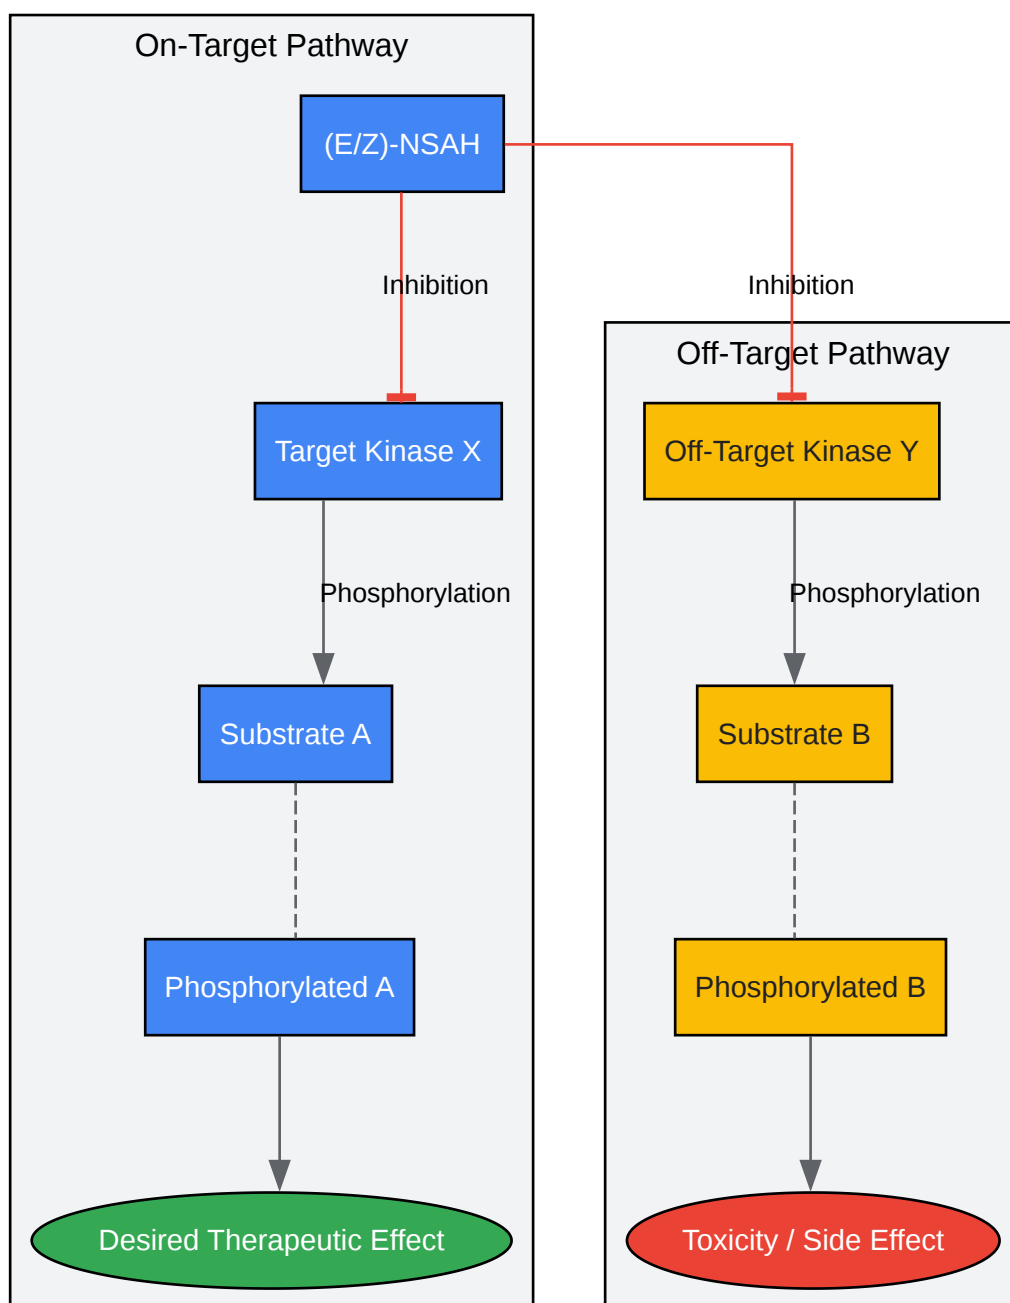 On-Target Pathway
(E/Z)-NSAH
Inhibition
Target Kinase X
Phosphorylation
Substrate A
Phosphorylated A
Desired Therapeutic Effect
Inhibition
Off-Target Pathway
Off-Target Kinase Y
Phosphorylation
Substrate B
Phosphorylated B
Toxicity / Side Effect